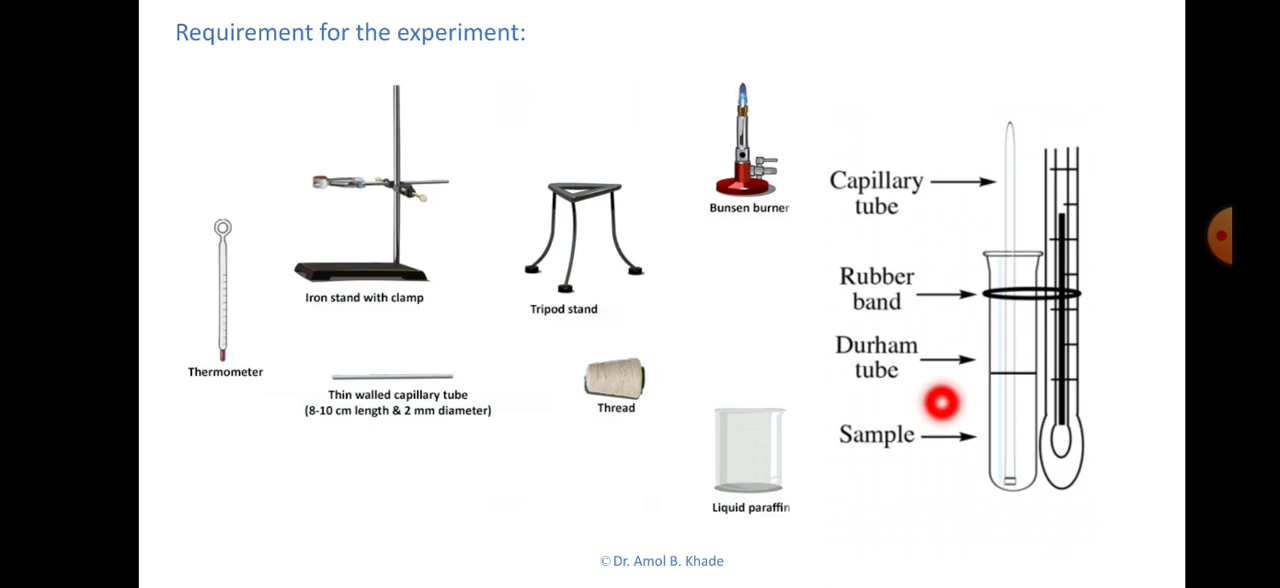 Requirement for the experiment:
Bunsen burner
Capillary
tube
Rubber
band
Iron stand with clamp
Tripod stand
Durham
tube
Thermometer
Thin walled capillary tube
(8-10 cm length & 2 mm diameter)
Thread
Sample
Liquid paraffin
© Dr. Amol B. Khade